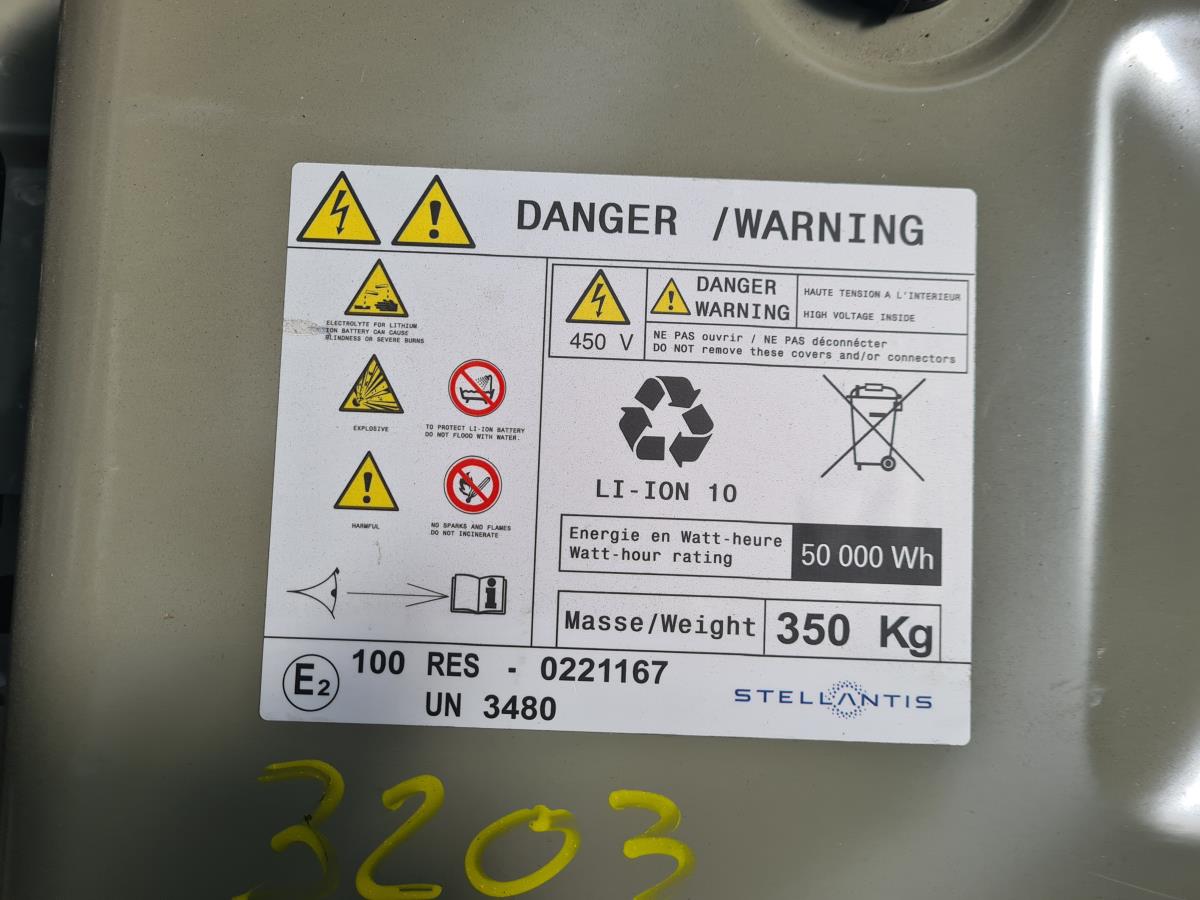 DANGER /WARNING
ELECTROLYTE FOR LITHIUM
ION BATTERY CAN CAUSE
BLINDNESS OR SEVERE BURNS
EXPLOSIVE
TO PROTECT LI-ION BATTERY
DO NOT FLOOD WITH WATER.
HARMFUL
NO SPARKS AND FLAMES
DO NOT INCINERATE
450 V
DANGER
WARNING
HAUTE TENSION A L'INTERIEUR
HIGH VOLTAGE INSIDE
NE PAS ouvrir / NE PAS déconnécter
DO NOT remove these covers and/or connectors
LI-ION 10
Energie en Watt-heure
Watt-hour rating
50 000 Wh
Masse/Weight
350 Kg
E2
100 RES - 0221167
UN 3480
STELLANTIS
3203